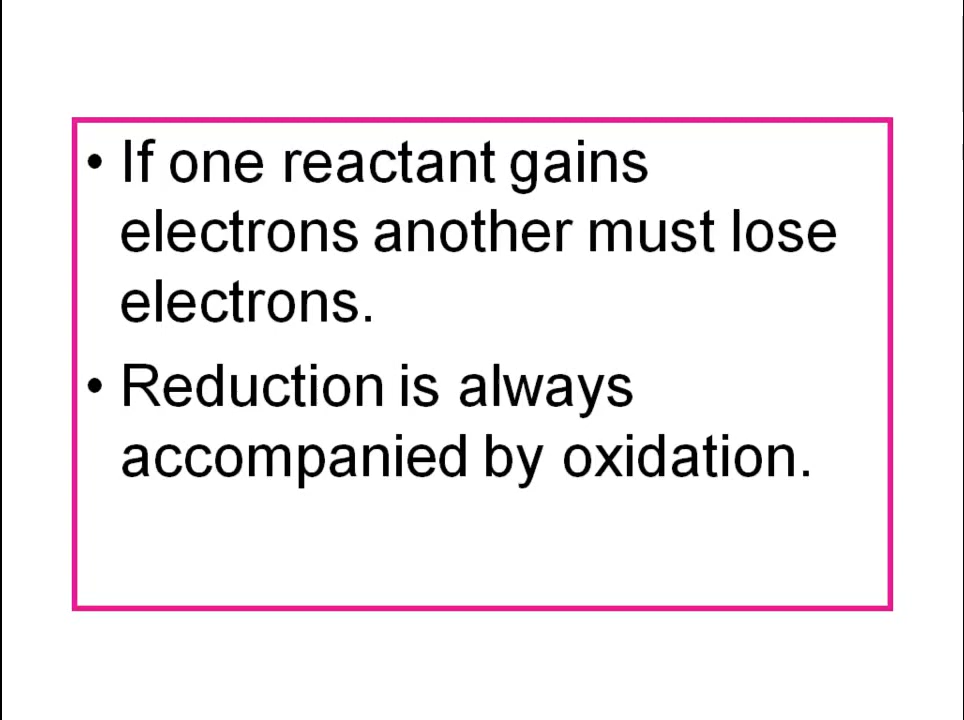 • If one reactant gains
electrons another must lose
electrons.
• Reduction is always
accompanied by oxidation.